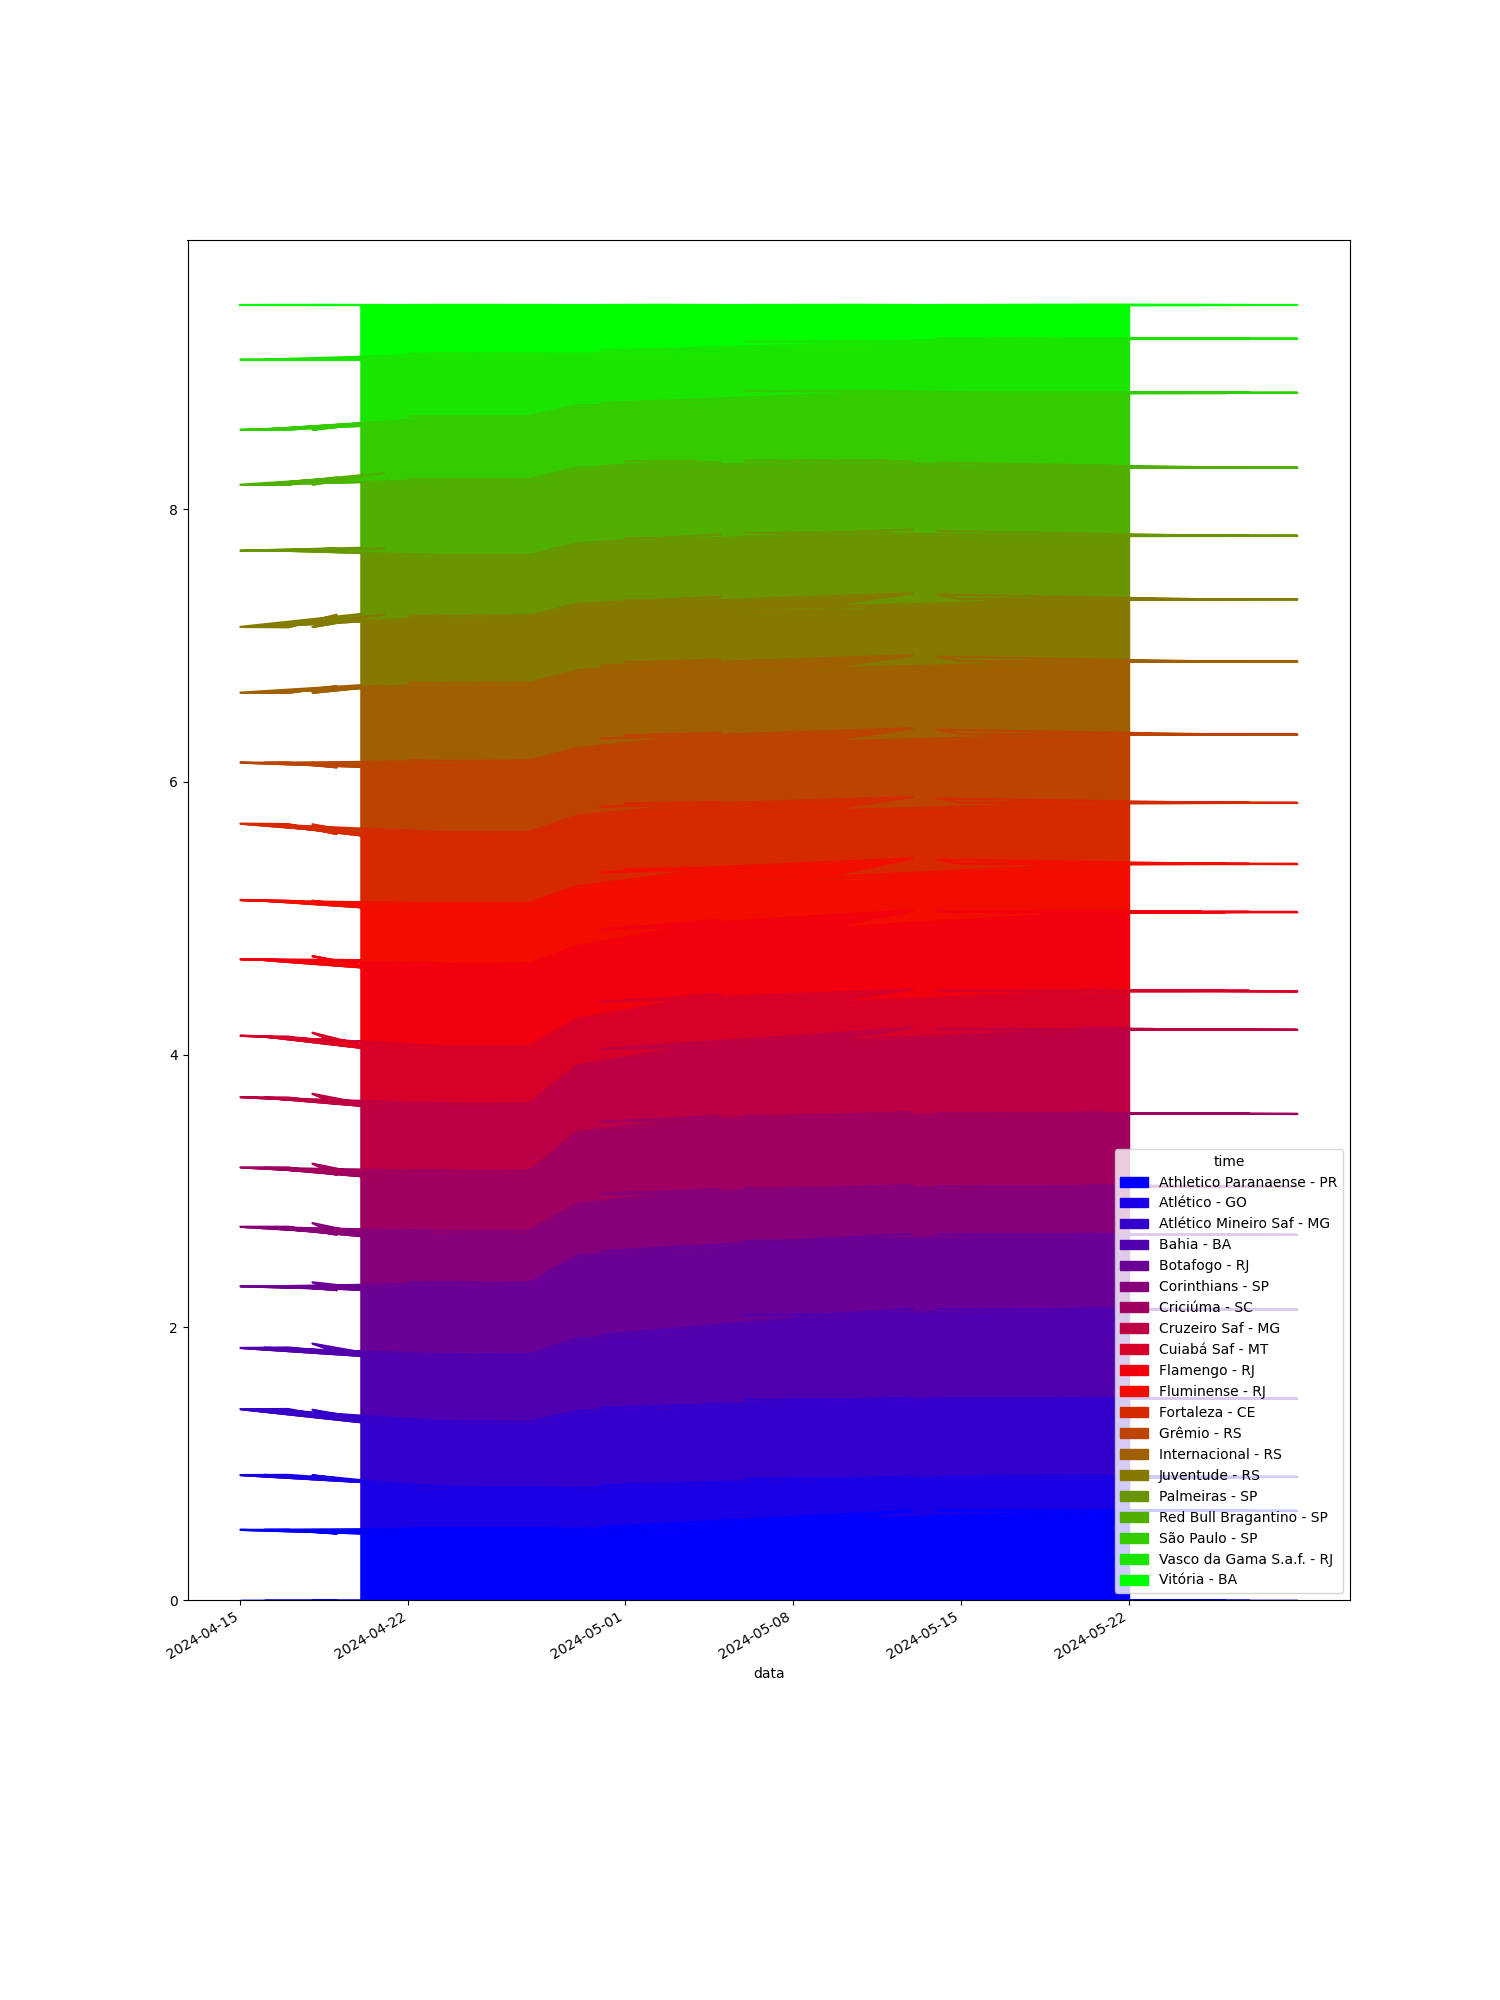 8
6
4
2
0
2024-04-15
2024-04-22
2024-05-01
2024-05-08
2024-05-15
2024-05-22
data
time
Athletico Paranaense - PR
Atlético - GO
Atlético Mineiro Saf - MG
Bahia - BA
Botafogo - RJ
Corinthians - SP
Criciúma - SC
Cruzeiro Saf - MG
Cuiabá Saf - MT
Flamengo - RJ
Fluminense - RJ
Fortaleza - CE
Grêmio - RS
Internacional - RS
Juventude - RS
Palmeiras - SP
Red Bull Bragantino - SP
São Paulo - SP
Vasco da Gama S.a.f. - RJ
Vitória - BA